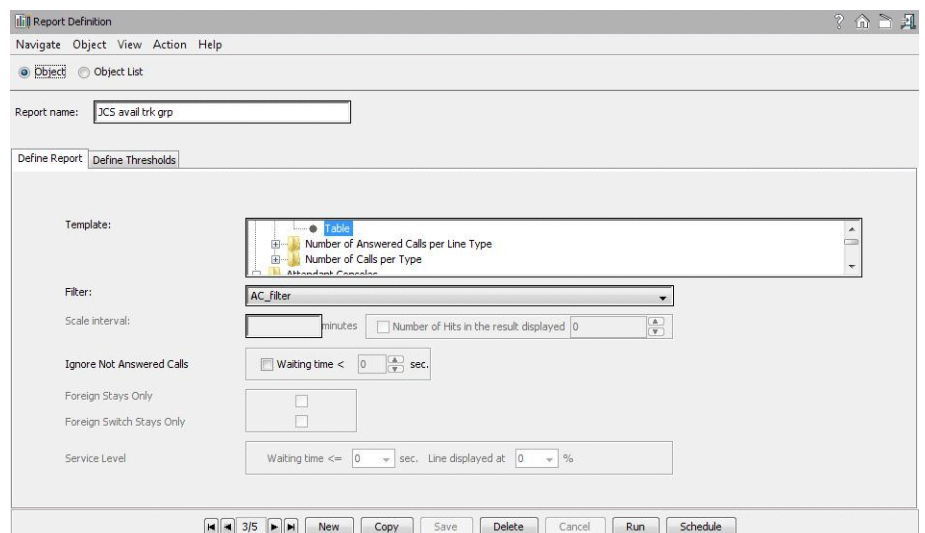 Report Definition
Navigate Object View Action Help
Object Object List
Report name: JCS avail trk grp
Define Report Define Thresholds
Template:
Table
Number of Answered Calls per Line Type
Number of Calls per Type
Attendant Consoles
Filter: AC_filter
Scale interval: minutes Number of Hits in the result displayed 0
Ignore Not Answered Calls Waiting time < 0 sec.
Foreign Stays Only
Foreign Switch Stays Only
Service Level Waiting time <= 0 sec. Line displayed at 0 %
3/5 New Copy Save Delete Cancel Run Schedule